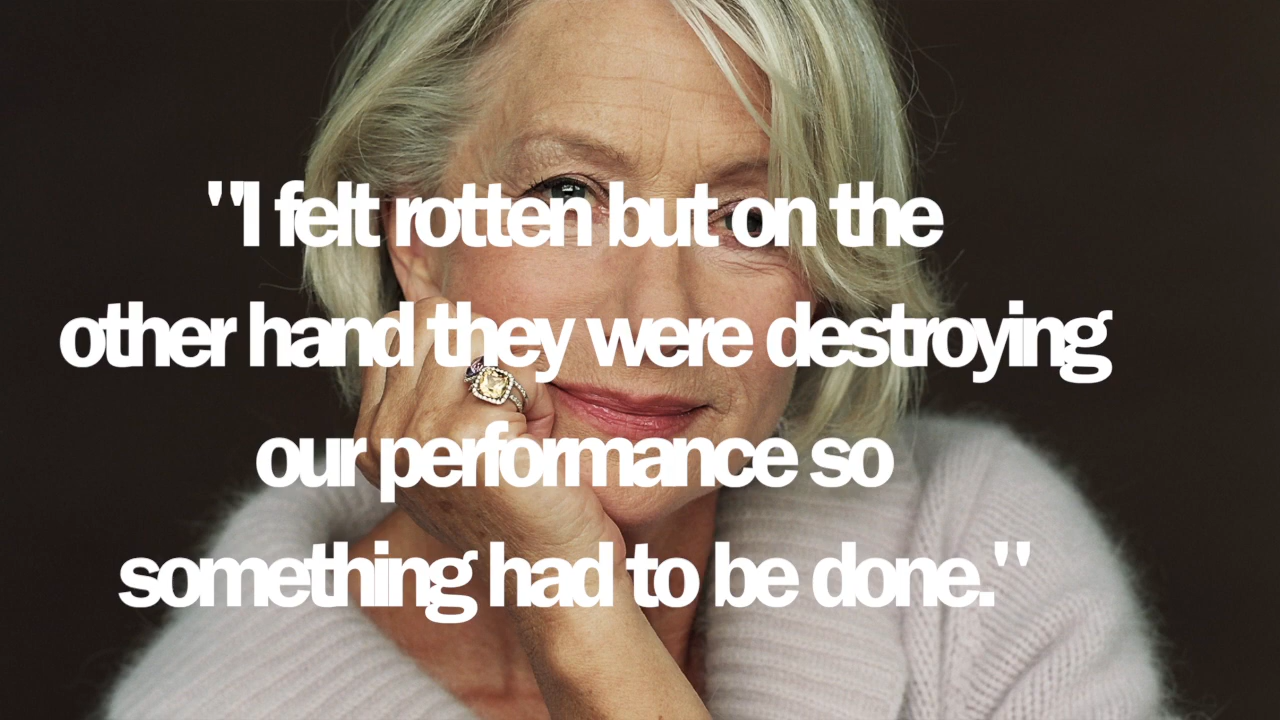 "I felt rotten but on the
other hand they were destroying
our performance so
something had to be done."